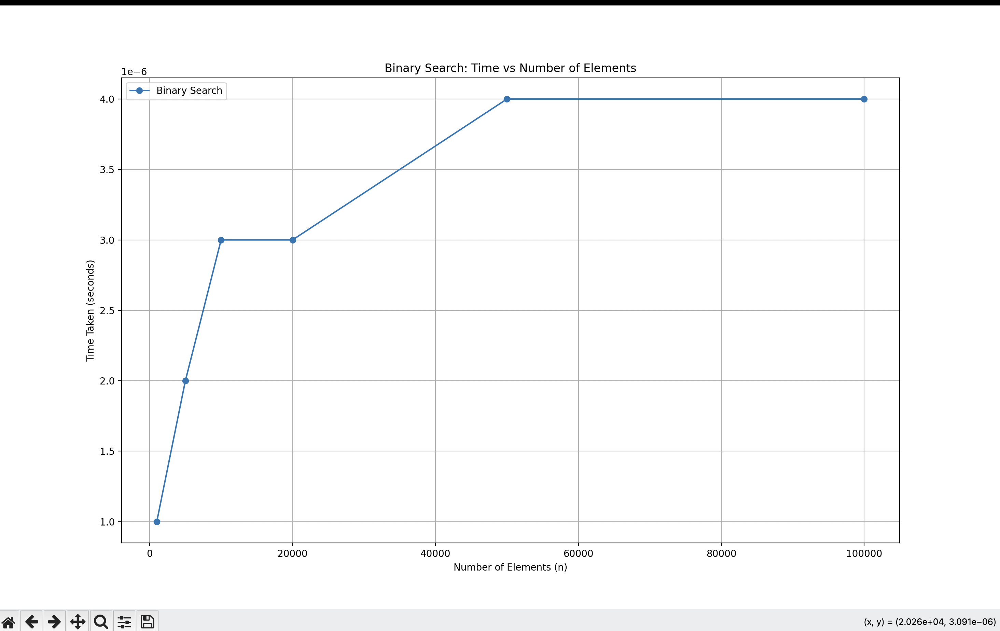 Binary Search: Time vs Number of Elements
1e−6
Binary Search
4.0
3.5
3.0
2.5
2.0
1.5
1.0
Time Taken (seconds)
0 20000 40000 60000 80000 100000
Number of Elements (n)
(x, y) = (2.026e+04, 3.091e−06)